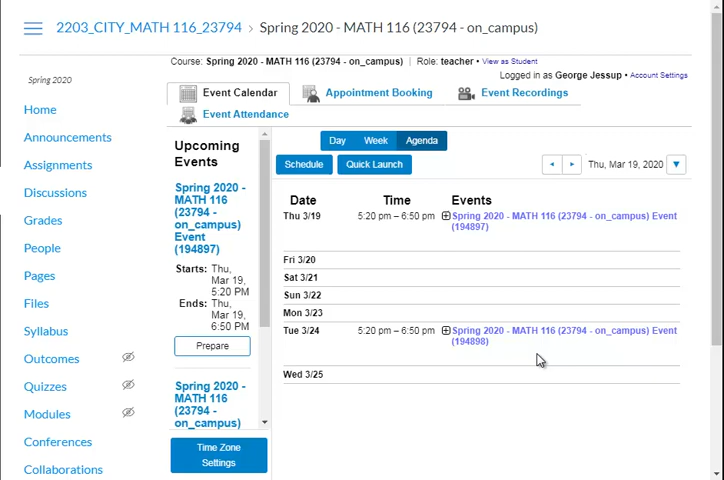 2203_CITY_MATH 116_23794 › Spring 2020 - MATH 116 (23794 - on_campus)
Course: Spring 2020 - MATH 116 (23794 - on_campus) | Role: teacher • View as Student
Logged in as George Jessup • Account Settings
Spring 2020
Home
Announcements
Assignments
Discussions
Grades
People
Pages
Files
Syllabus
Outcomes
Quizzes
Modules
Conferences
Collaborations
Event Calendar
Appointment Booking
Event Recordings
Event Attendance
Upcoming
Events
Spring 2020 -
MATH 116
(23794 -
on_campus)
Event
(194897)
Starts: Thu,
Mar 19,
5:20 PM
Ends: Thu,
Mar 19,
6:50 PM
Prepare
Spring 2020 -
MATH 116
(23794 -
on_campus)
Time Zone
Settings
Day Week Agenda
Schedule Quick Launch Thu, Mar 19, 2020
Date Time Events
Thu 3/19 5:20 pm – 6:50 pm Spring 2020 - MATH 116 (23794 - on_campus) Event
(194897)
Fri 3/20
Sat 3/21
Sun 3/22
Mon 3/23
Tue 3/24 5:20 pm – 6:50 pm Spring 2020 - MATH 116 (23794 - on_campus) Event
(194898)
Wed 3/25